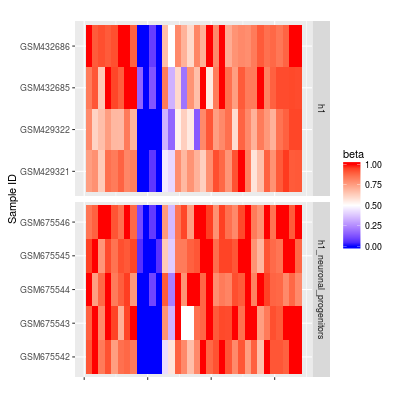 GSM432686
GSM432685
GSM429322
GSM429321
h1
GSM675546
GSM675545
GSM675544
GSM675543
GSM675542
h1_neuronal_progenitors
Sample ID
beta
1.00
0.75
0.50
0.25
0.00